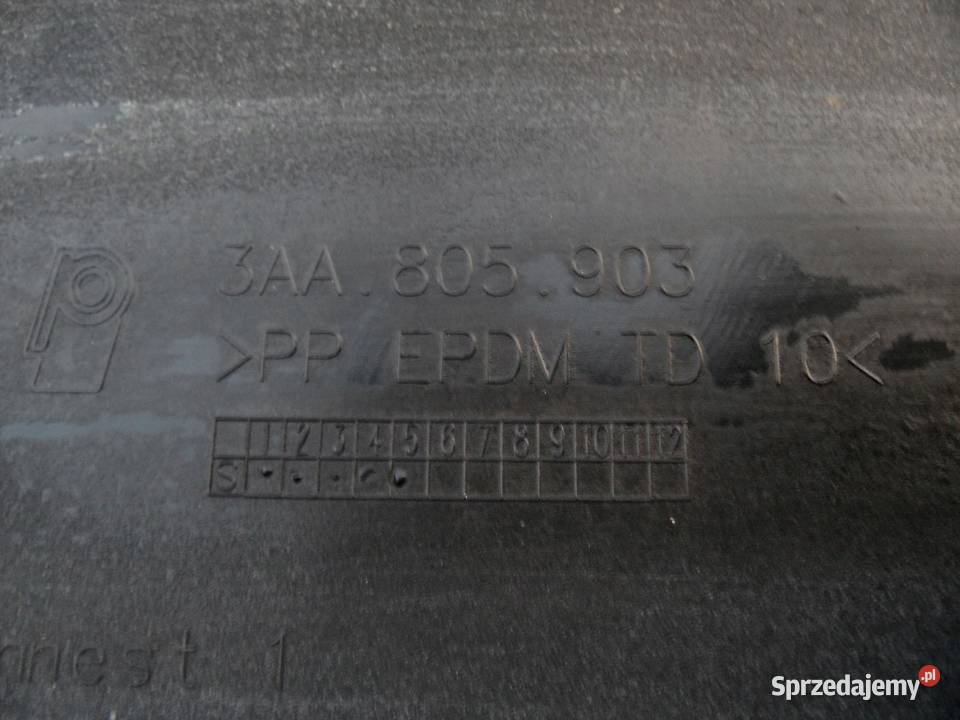 3AA.805.903
>PP EPDM TD 10<
1 2 3 4 5 6 7 8 9 10 11 12
S
1
Sprzedajemy.pl